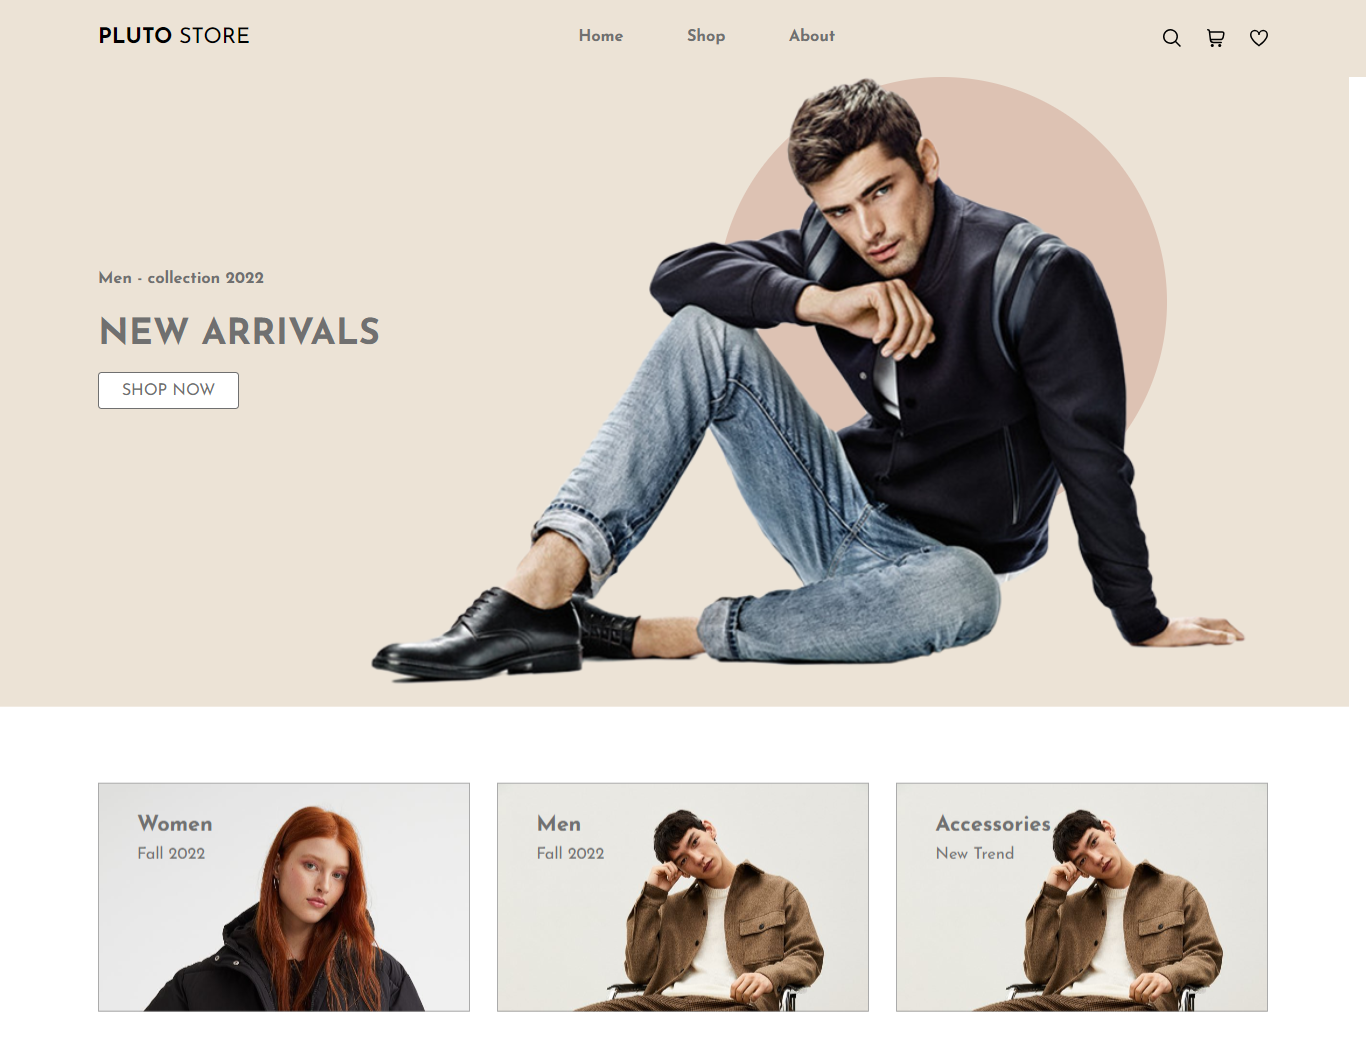 PLUTO STORE
Home
Shop
About
Men - collection 2022
NEW ARRIVALS
SHOP NOW
Women
Fall 2022
Men
Fall 2022
Accessories
New Trend